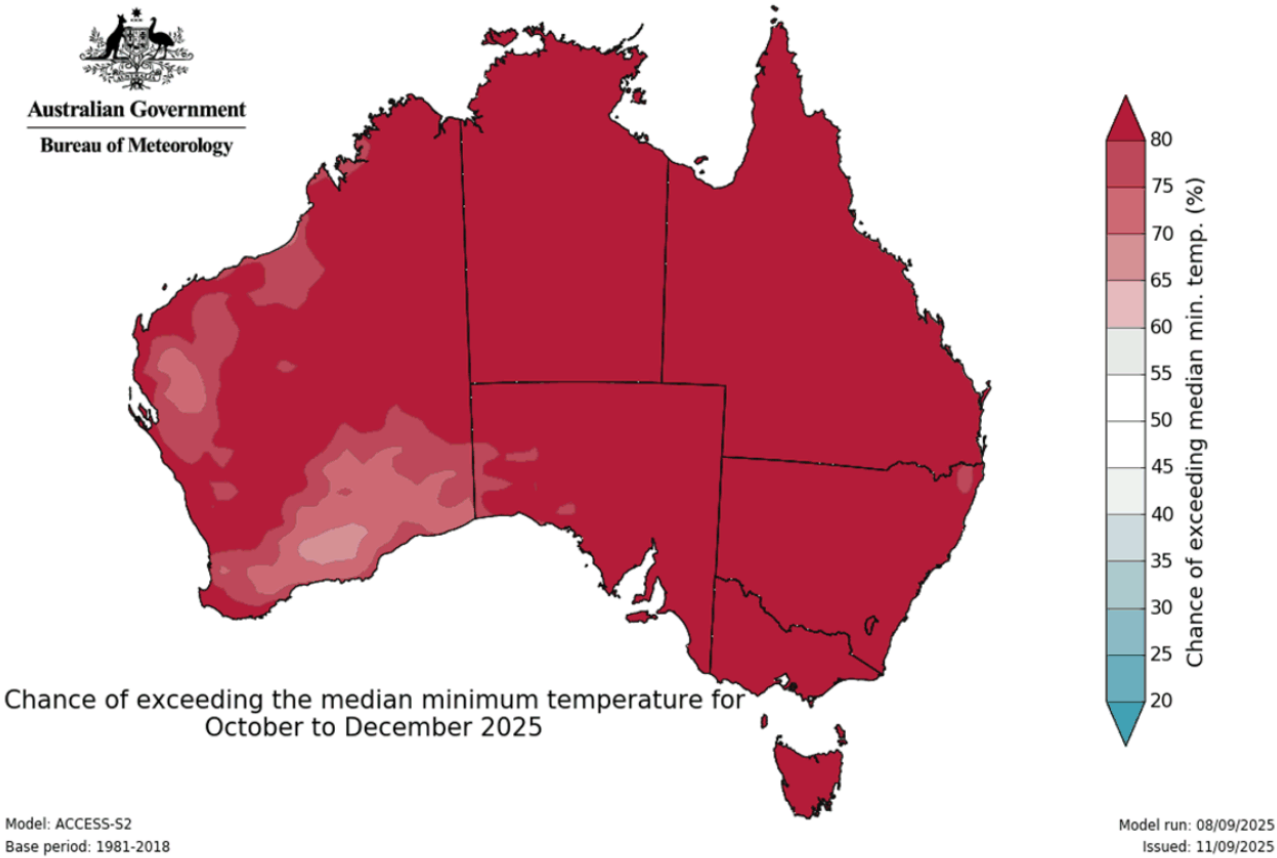 Australian Government
Bureau of Meteorology
80
75
70
65
60
55
50
45
40
35
30
25
20
Chance of exceeding median min. temp. (%)
Chance of exceeding the median minimum temperature for
October to December 2025
Model: ACCESS-S2
Base period: 1981-2018
Model run: 08/09/2025
Issued: 11/09/2025